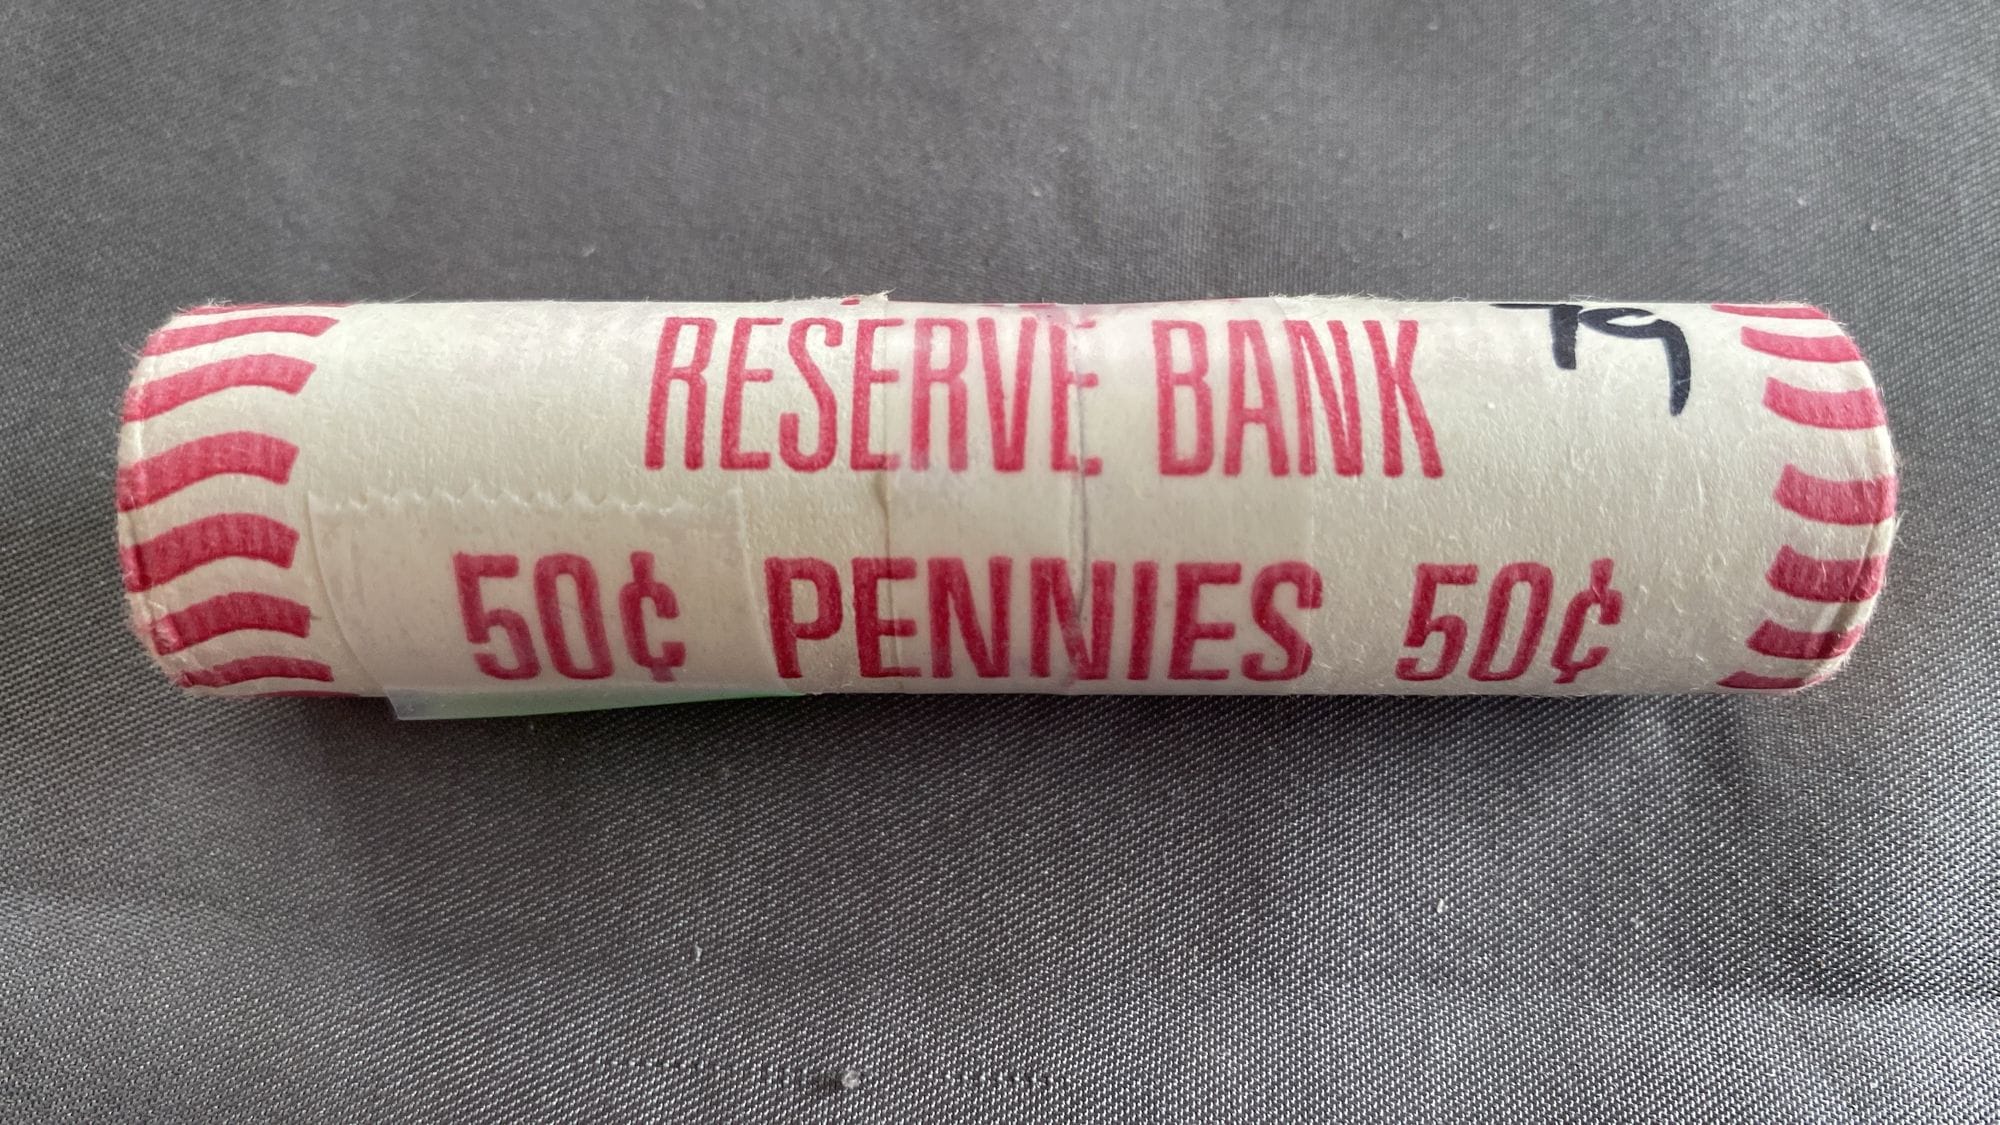 RESERVE BANK
79
50¢ PENNIES 50¢